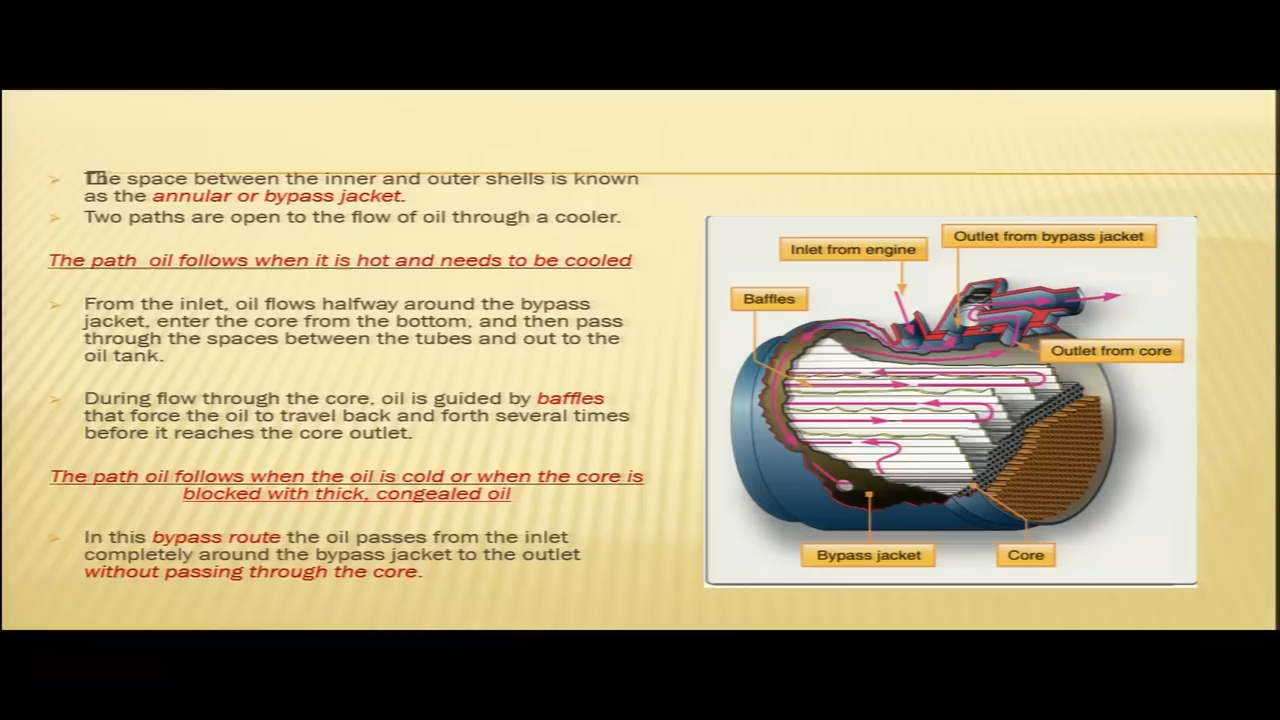 The space between the inner and outer shells is known
as the annular or bypass jacket.
Two paths are open to the flow of oil through a cooler.
The path oil follows when it is hot and needs to be cooled
From the inlet, oil flows halfway around the bypass
jacket, enter the core from the bottom, and then pass
through the spaces between the tubes and out to the
oil tank.
During flow through the core, oil is guided by baffles
that force the oil to travel back and forth several times
before it reaches the core outlet.
The path oil follows when the oil is cold or when the core is
blocked with thick, congealed oil
In this bypass route the oil passes from the inlet
completely around the bypass jacket to the outlet
without passing through the core.
Outlet from bypass jacket
Inlet from engine
Baffles
Outlet from core
Bypass jacket
Core